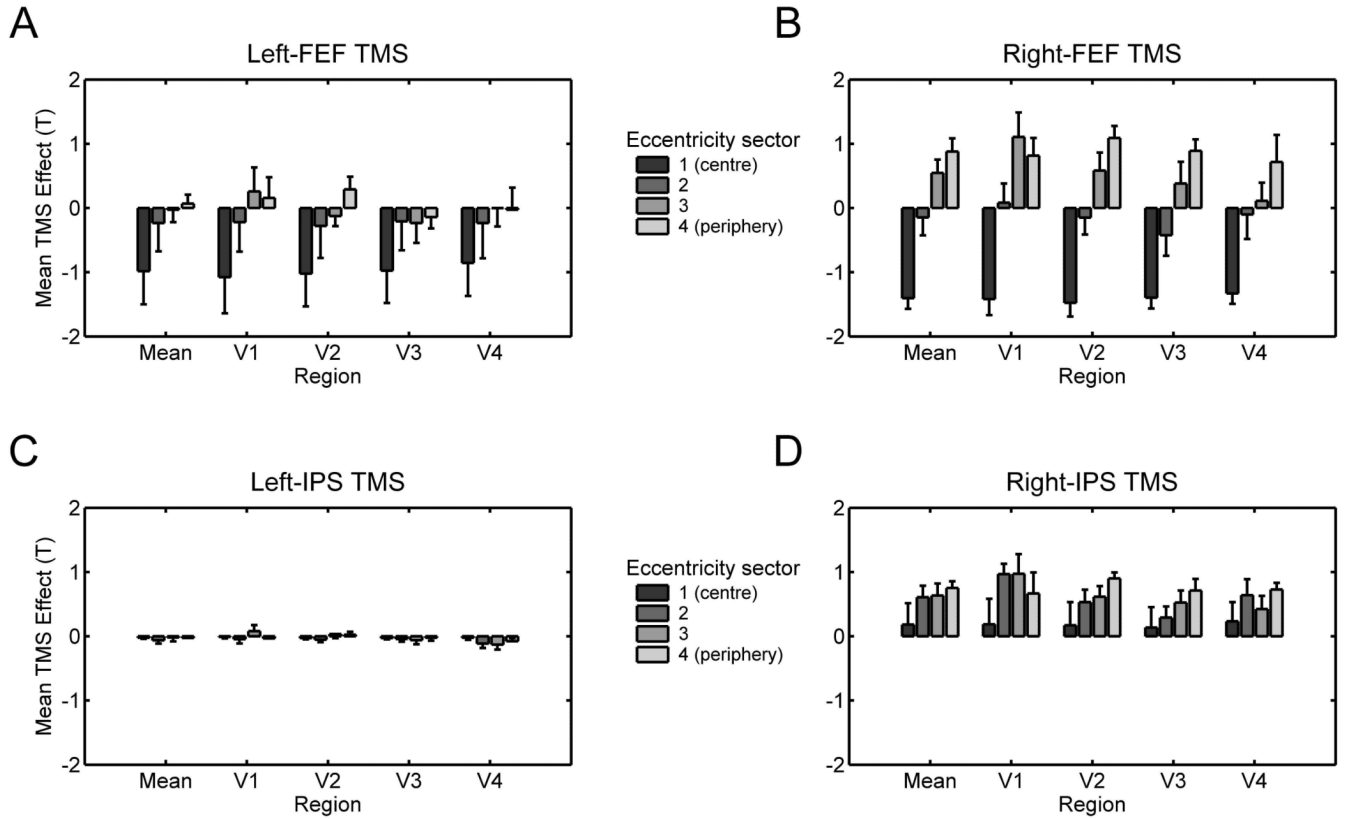 A
Left-FEF TMS
2
1
0
-1
-2
Mean TMS Effect (T)
Mean V1 V2 V3 V4
Region
Eccentricity sector
1 (centre)
2
3
4 (periphery)
B
Right-FEF TMS
2
1
0
-1
-2
Mean V1 V2 V3 V4
Region
C
Left-IPS TMS
2
1
0
-1
-2
Mean TMS Effect (T)
Mean V1 V2 V3 V4
Region
Eccentricity sector
1 (centre)
2
3
4 (periphery)
D
Right-IPS TMS
2
1
0
-1
-2
Mean V1 V2 V3 V4
Region